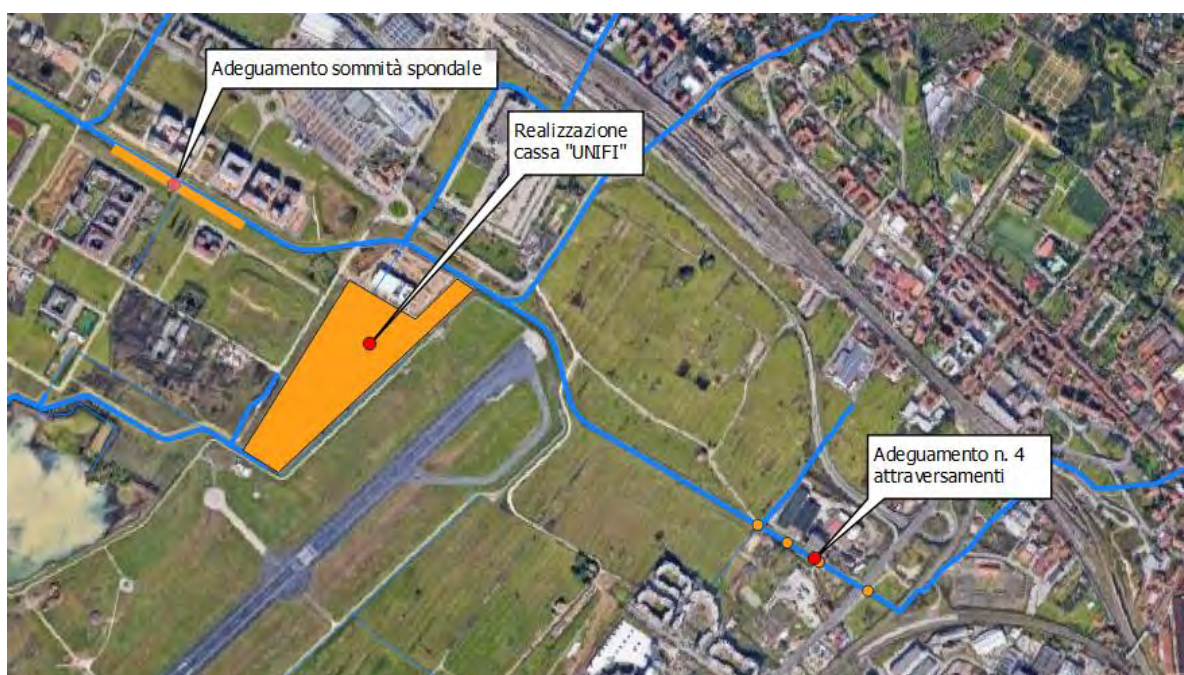 Adeguamento sommità spondale
Realizzazione
cassa "UNIFI"
Adeguamento n. 4
attraversamenti